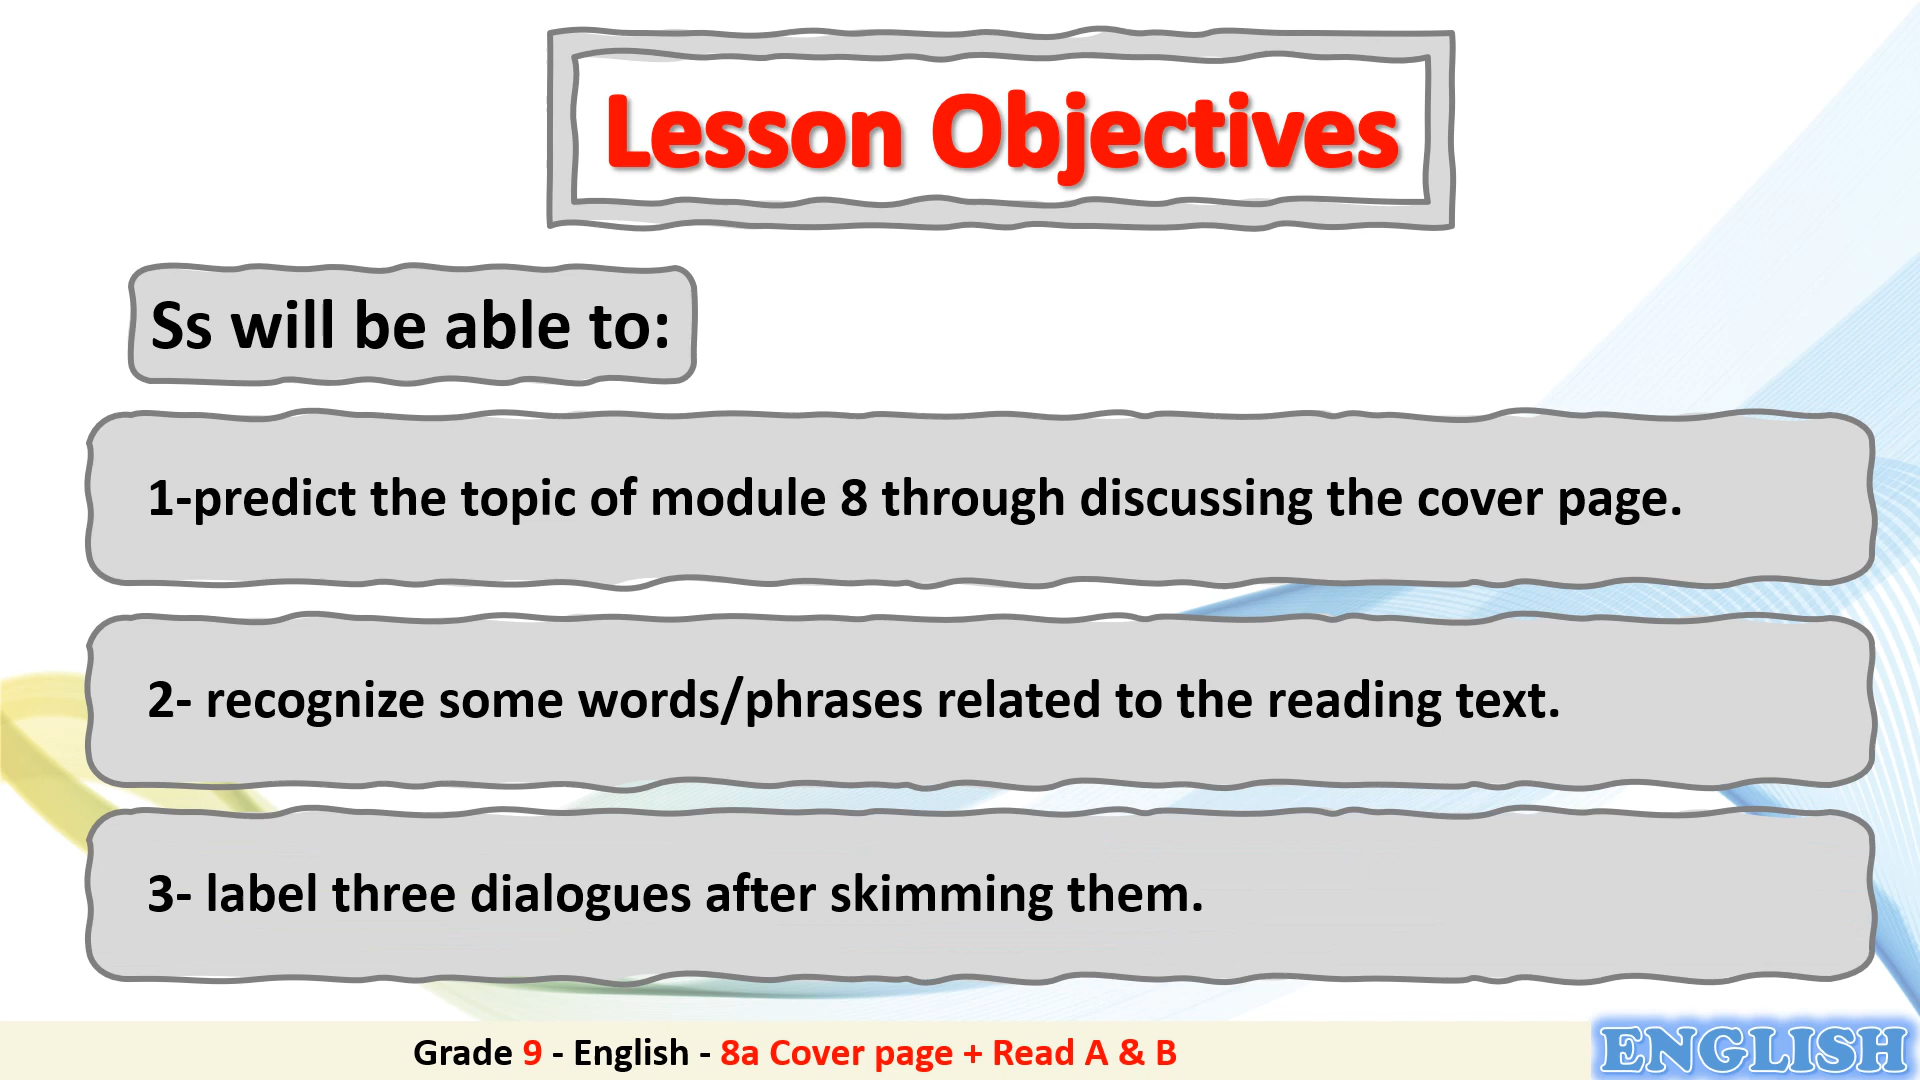 Lesson Objectives
Ss will be able to:
1-predict the topic of module 8 through discussing the cover page.
2- recognize some words/phrases related to the reading text.
3- label three dialogues after skimming them.
Grade 9 - English - 8a Cover page + Read A & B
ENGLISH